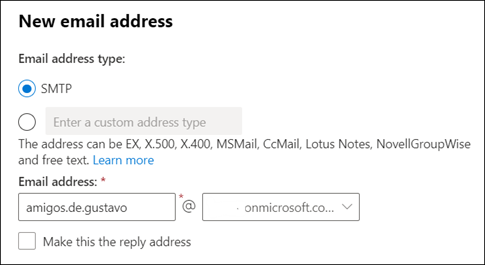 New email address
Email address type:
SMTP
Enter a custom address type
The address can be EX, X.500, X.400, MSMail, CcMail, Lotus Notes, NovellGroupWise
and free text. Learn more
Email address: *
amigos.de.gustavo * @ onmicrosoft.co...
Make this the reply address